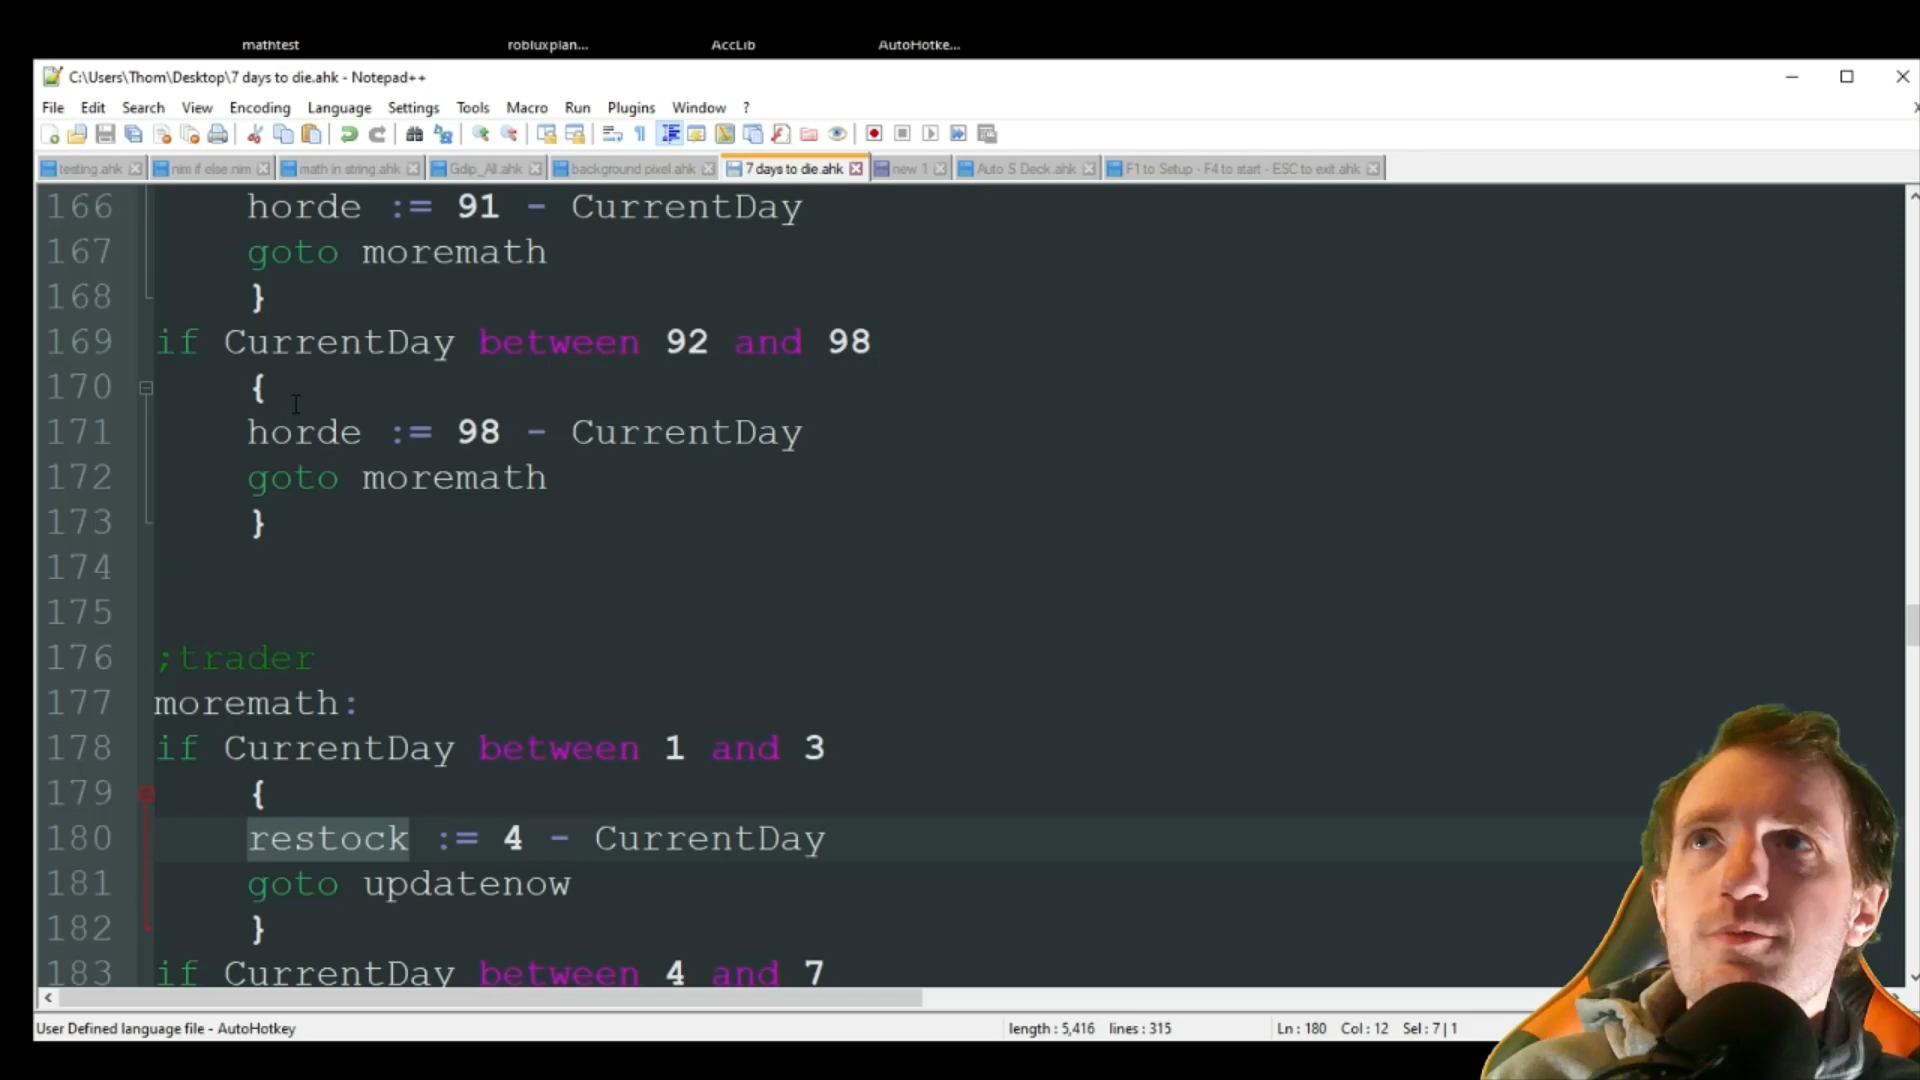 mathtest robluxplan... AccLib AutoHotke...
C:\Users\Thom\Desktop\7 days to die.ahk - Notepad++
File Edit Search View Encoding Language Settings Tools Macro Run Plugins Window ?
testing.ahk nim if else.nim math in string.ahk Gdip_All.ahk background pixel.ahk 7 days to die.ahk new 1 Auto S Deck.ahk F1 to Setup - F4 to start - ESC to exit.ahk
166 horde := 91 - CurrentDay
167 goto moremath
168 }
169 if CurrentDay between 92 and 98
170 {
171 horde := 98 - CurrentDay
172 goto moremath
173 }
174
175
176 ;trader
177 moremath:
178 if CurrentDay between 1 and 3
179 {
180 restock := 4 - CurrentDay
181 goto updatenow
182 }
183 if CurrentDay between 4 and 7
User Defined language file - AutoHotkey length : 5,416 lines : 315 Ln : 180 Col : 12 Sel : 7 | 1